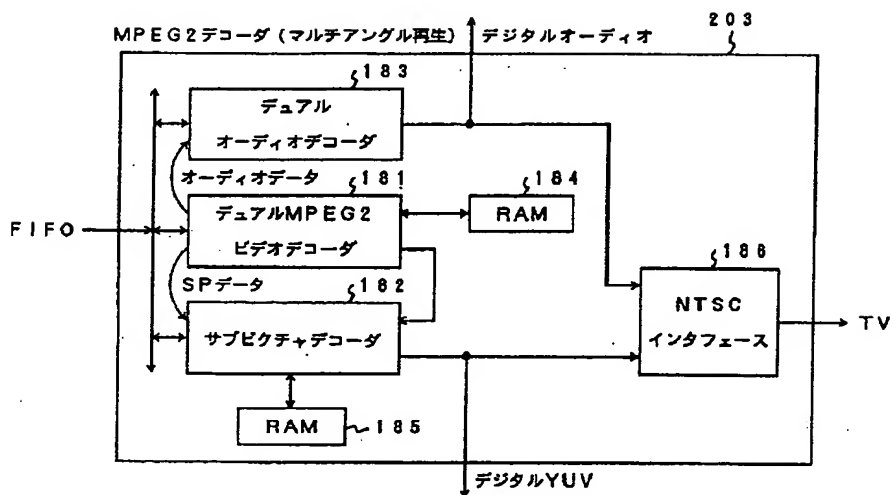 203
MPEG2デコーダ (マルチアングル再生)
デジタルオーディオ
183
デュアル
オーディオデコーダ
オーディオデータ
181
184
FIFO
デュアルMPEG2
ビデオデコーダ
RAM
SPデータ
182
186
サブピクチャデコーダ
NTSC
インタフェース
TV
RAM
185
デジタルYUV